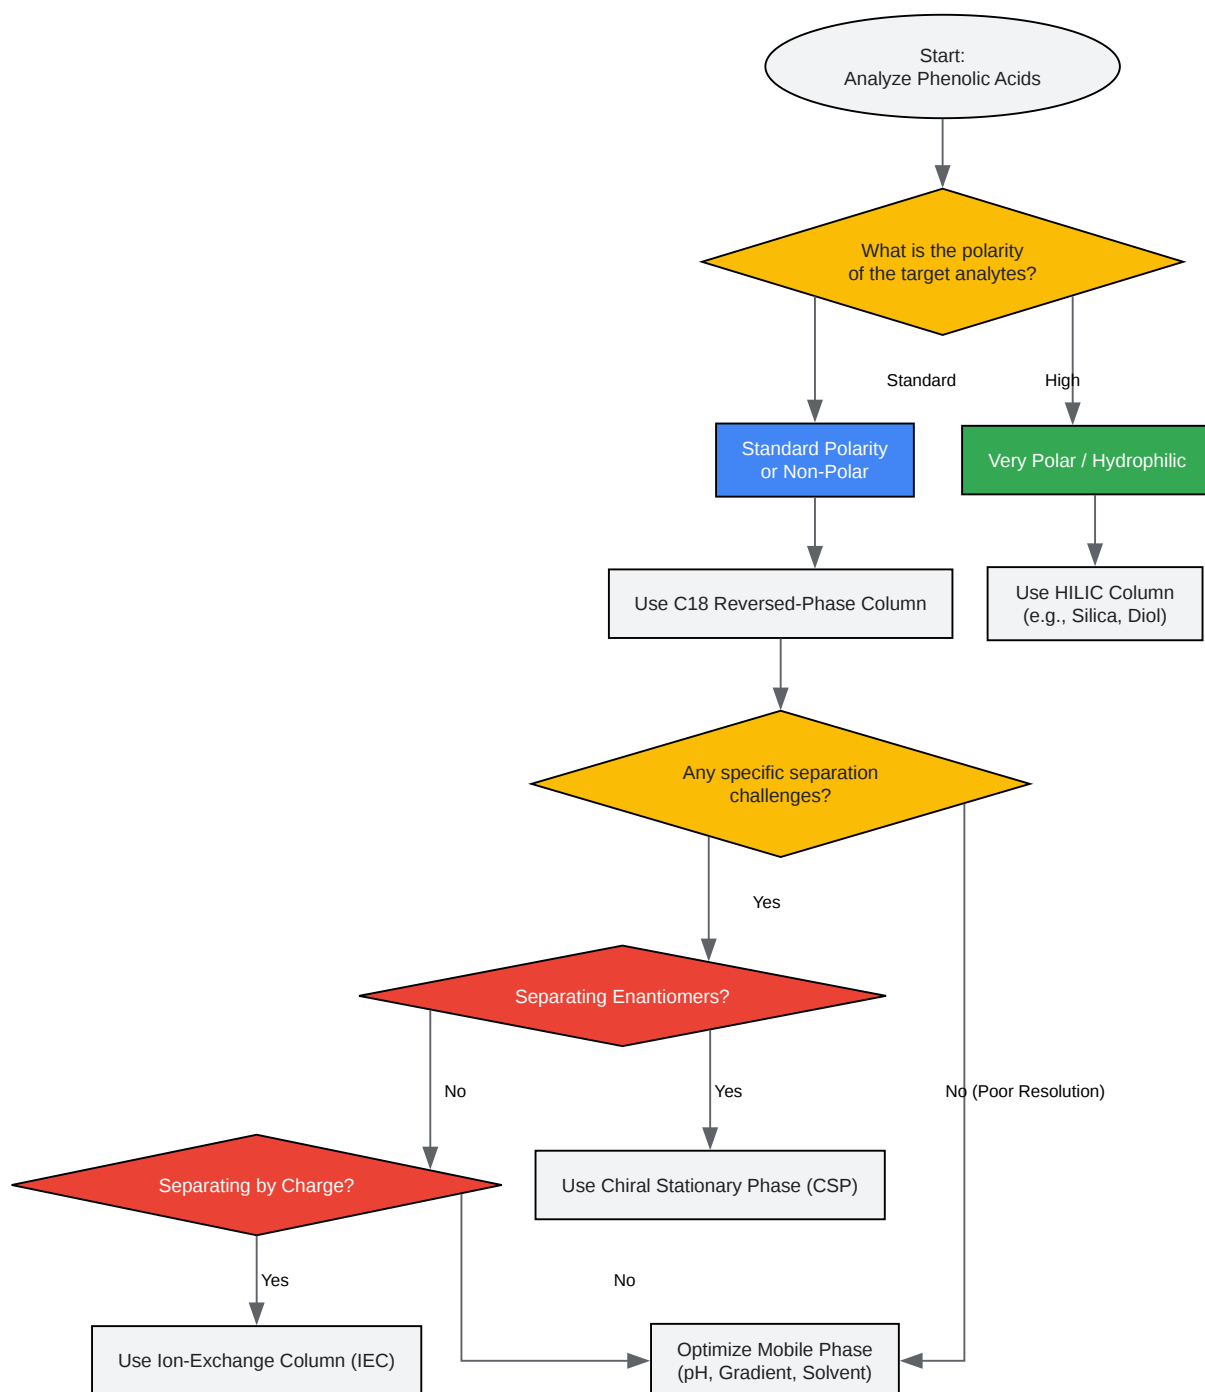 Start:
Analyze Phenolic Acids
What is the polarity
of the target analytes?
Standard
High
Standard Polarity
or Non-Polar
Very Polar / Hydrophilic
Use C18 Reversed-Phase Column
Use HILIC Column
(e.g., Silica, Diol)
Any specific separation
challenges?
Yes
Separating Enantiomers?
No
Yes
No (Poor Resolution)
Separating by Charge?
Use Chiral Stationary Phase (CSP)
Yes
No
Use Ion-Exchange Column (IEC)
Optimize Mobile Phase
(pH, Gradient, Solvent)